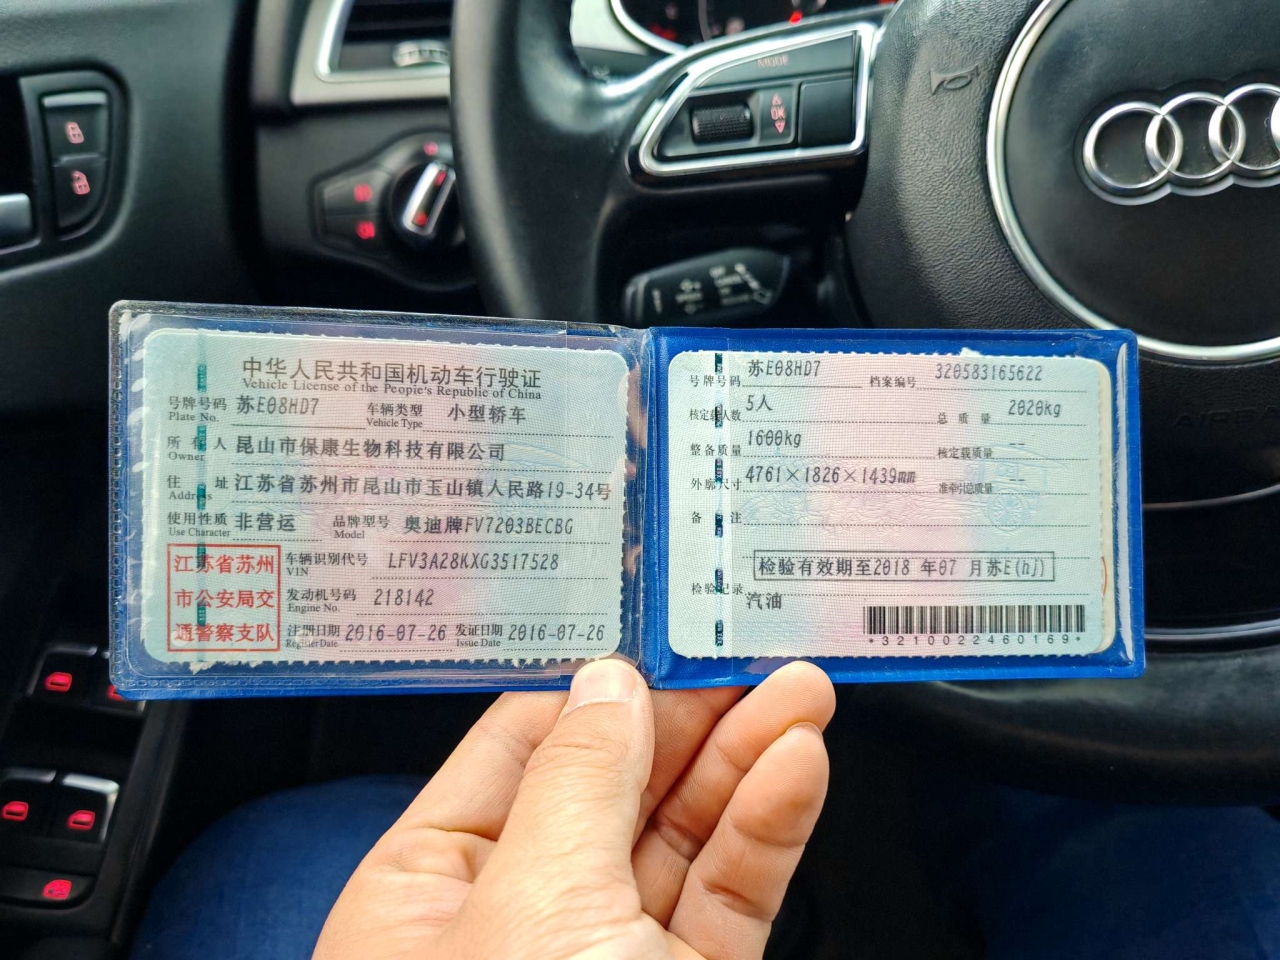 中华人民共和国机动车行驶证
Vehicle License of the People's Republic of China
号牌号码 苏E08HD7 车辆类型 小型轿车
Plate No. Vehicle Type
所有人 昆山市保康生物科技有限公司
Owner
住址 江苏省苏州市昆山市玉山镇人民路19-34号
Address
使用性质 非营运 品牌型号 奥迪牌FV7203BECBG
Use Character Model
江苏省苏州
市公安局交
通警察支队
车辆识别代号 LFV3A28KXG3517528
VIN
发动机号码 218142
Engine No.
注册日期 2016-07-26 发证日期 2016-07-26
Register Date Issue Date
号牌号码 苏E08HD7 档案编号 320583165622
核定载人数 5人 总质量 2020kg
整备质量 1600kg 核定载质量 --
外廓尺寸 4761×1826×1439mm 准牵引总质量 --
备注
检验有效期至2018 年07 月苏E(hJ)
检验记录
汽油
*3210022460169*
MODE
AIRBAG